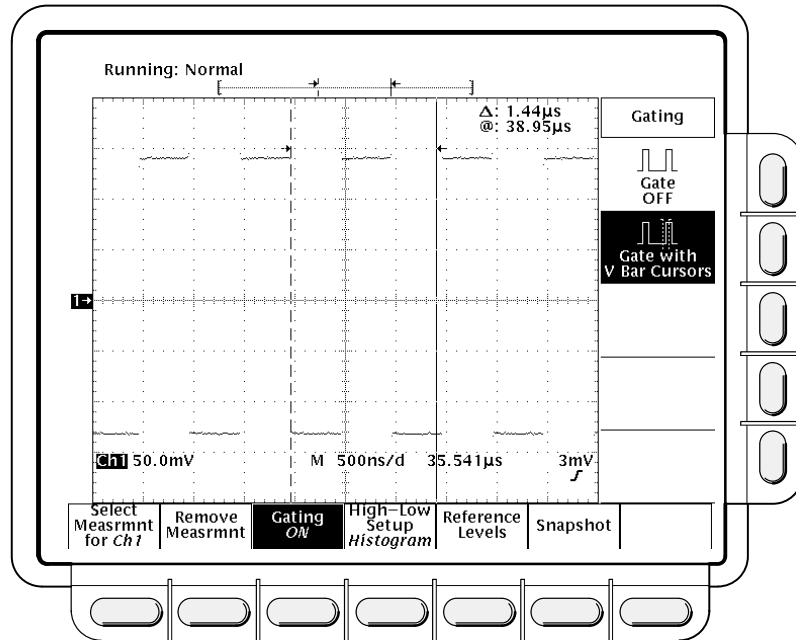 Running: Normal
Δ: 1.44µs
@: 38.95µs
Gating
Gate
OFF
Gate with
V Bar Cursors
1→
Ch1 50.0mV M 500ns/d 35.541µs 3mV
Select
Measrmnt
for Ch1
Remove
Measrmnt
Gating
ON
High–Low
Setup
Histogram
Reference
Levels
Snapshot